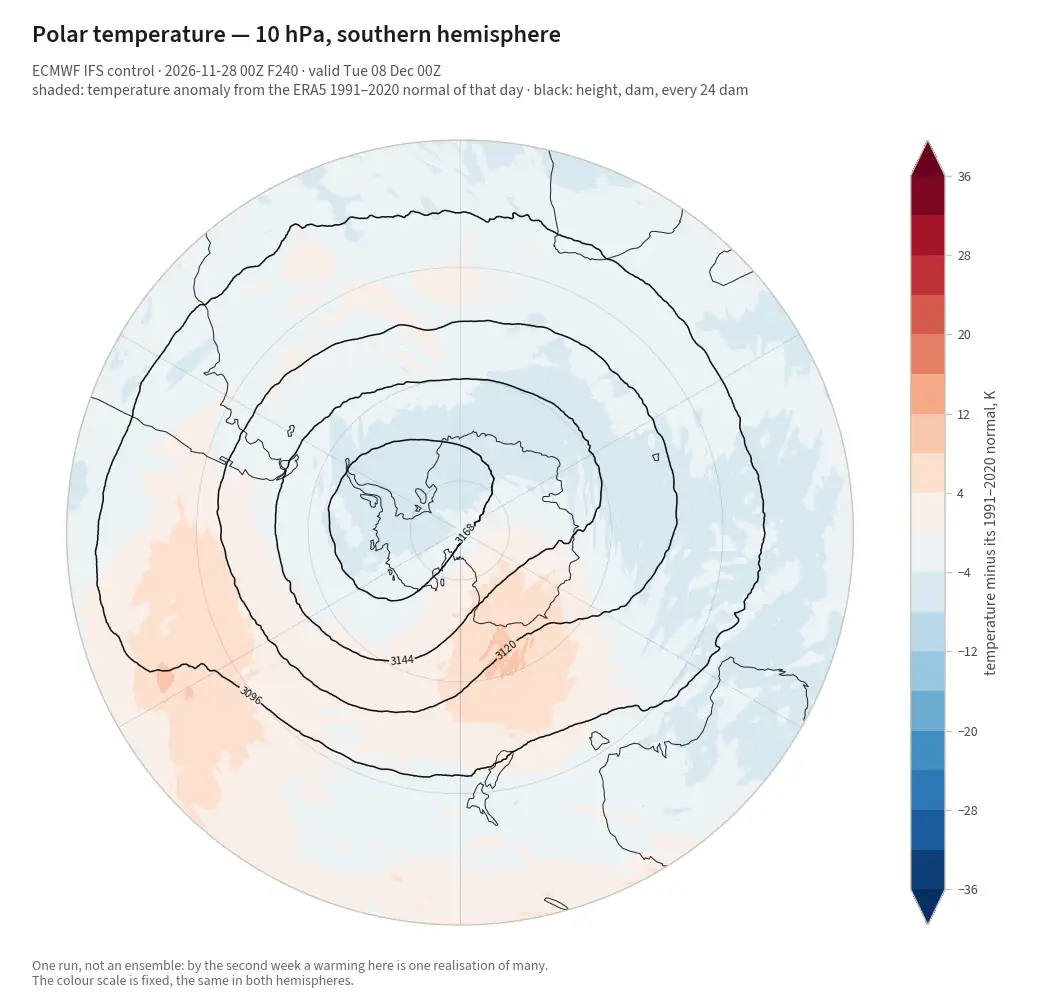 Polar temperature — 10 hPa, southern hemisphere
ECMWF IFS control · 2026-11-28 00Z F240 · valid Tue 08 Dec 00Z
shaded: temperature anomaly from the ERA5 1991–2020 normal of that day · black: height, dam, every 24 dam
36
28
20
12
4
−4
−12
−20
−28
−36
temperature minus its 1991–2020 normal, K
3168
3144
3120
3096
One run, not an ensemble: by the second week a warming here is one realisation of many.
The colour scale is fixed, the same in both hemispheres.